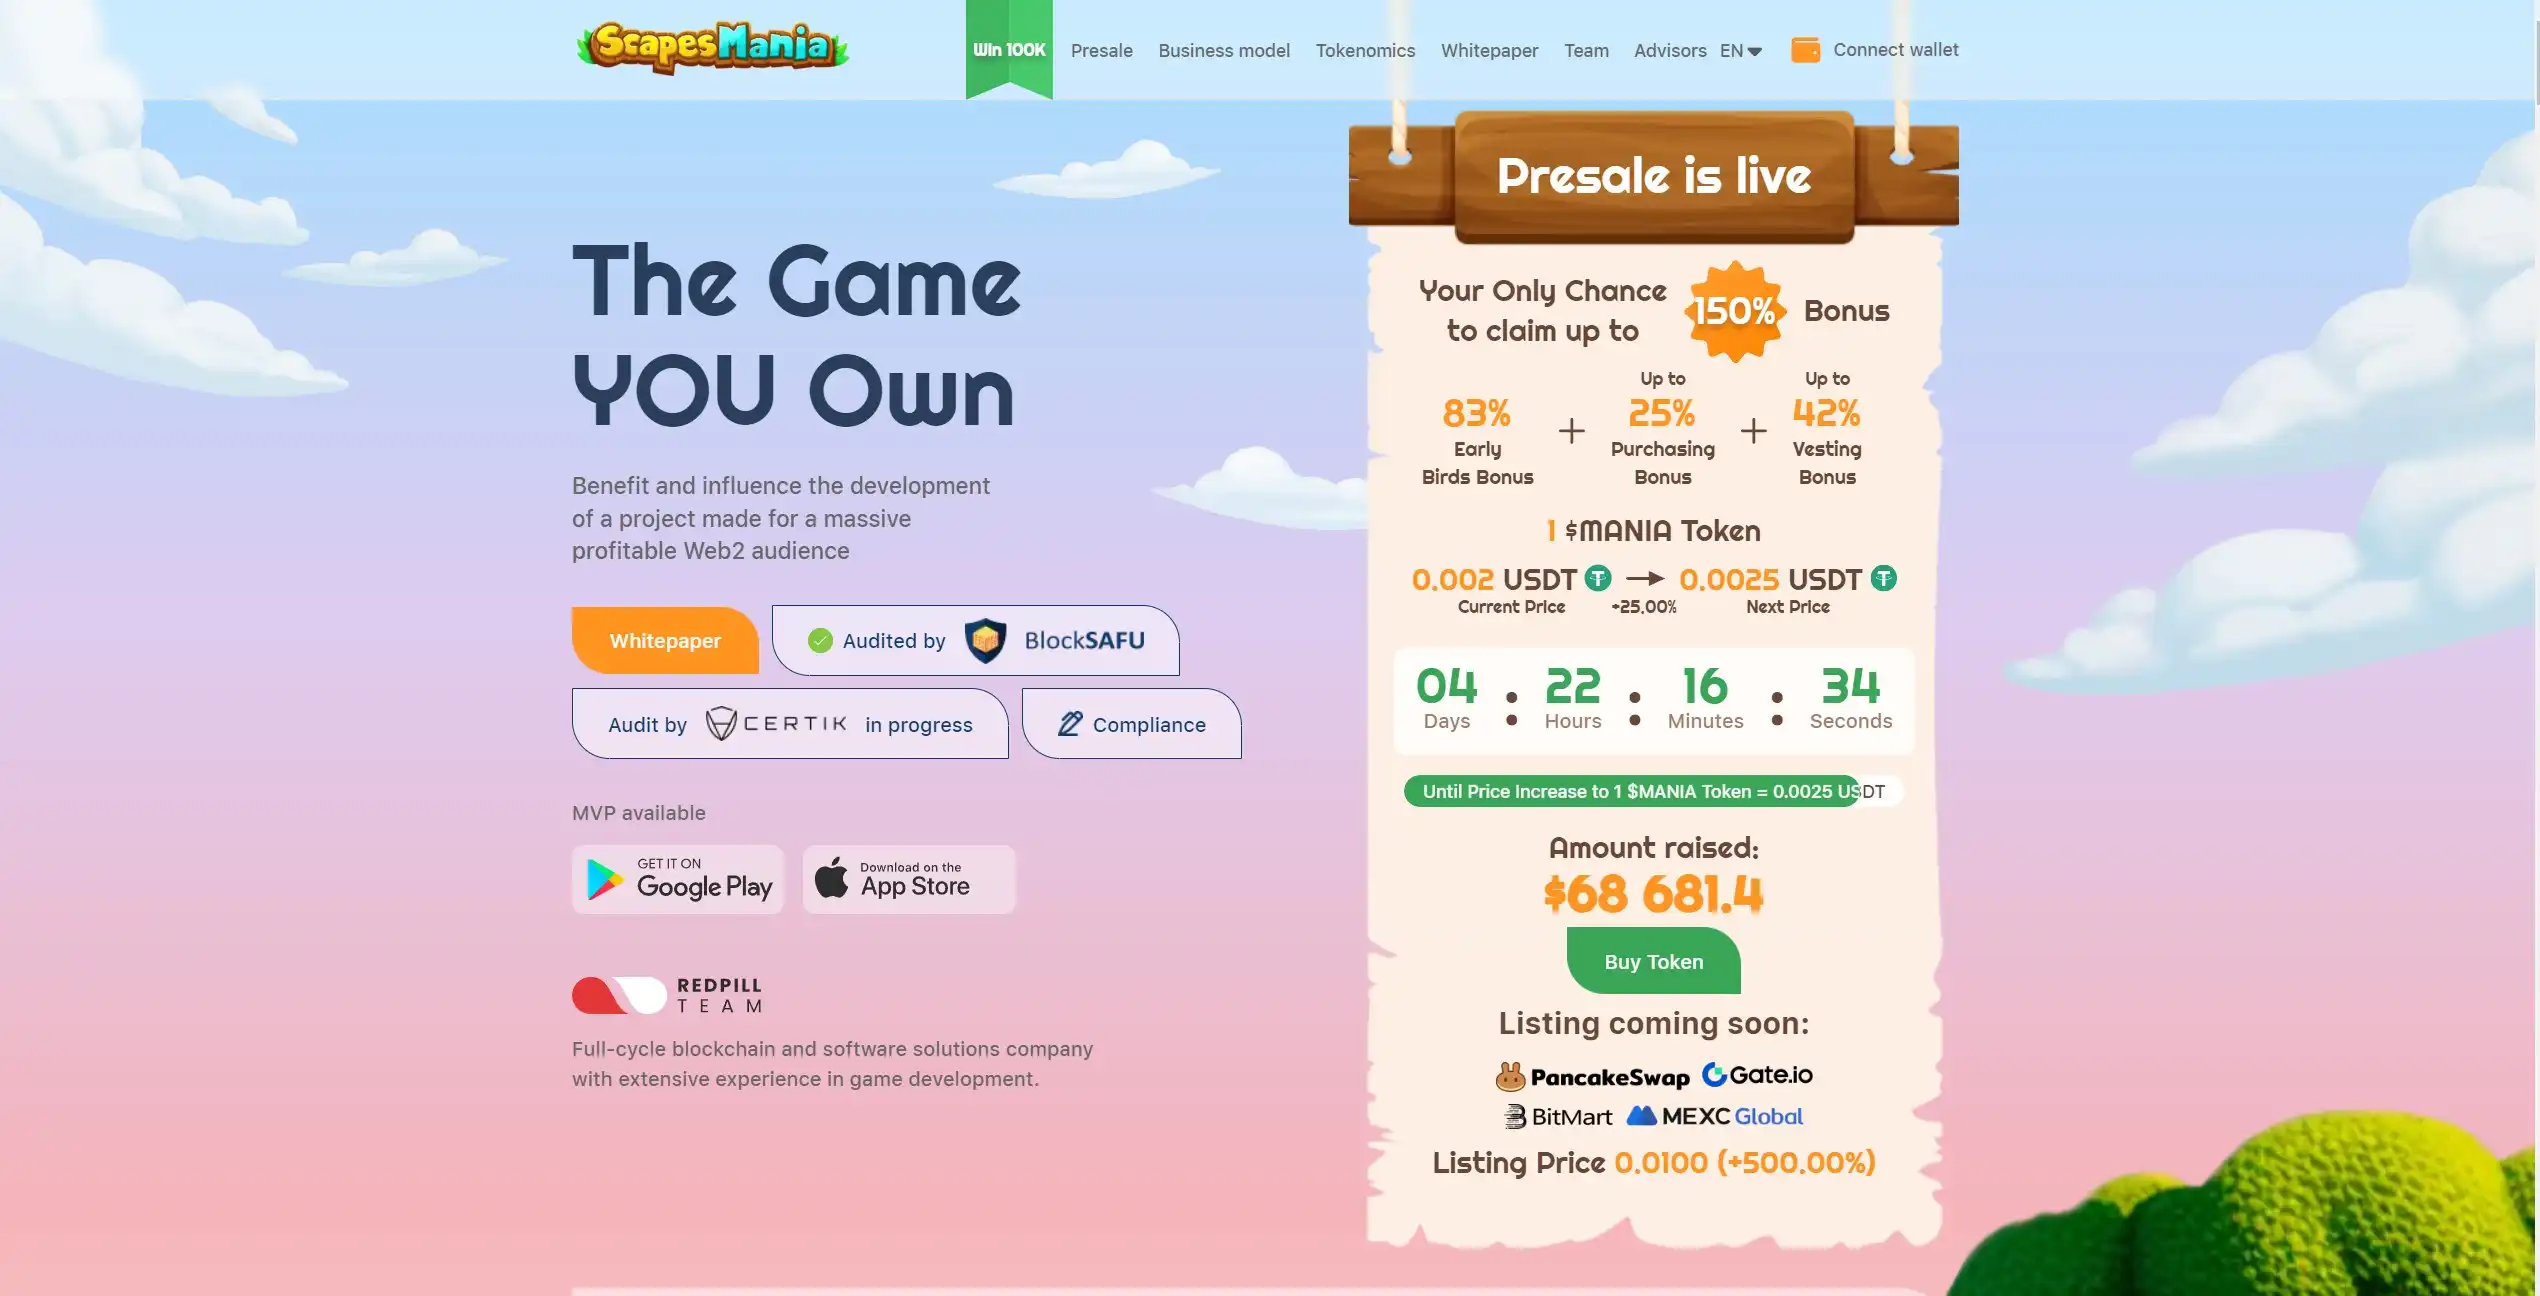 ScapesMania
Win 100K
Presale
Business model
Tokenomics
Whitepaper
Team
Advisors
EN
Connect wallet
The Game
YOU Own
Benefit and influence the development
of a project made for a massive
profitable Web2 audience
Whitepaper
Audited by BlockSAFU
Audit by CERTIK in progress
Compliance
MVP available
GET IT ON
Google Play
Download on the
App Store
REDPILL
TEAM
Full-cycle blockchain and software solutions company
with extensive experience in game development.
Presale is live
Your Only Chance
to claim up to
150%
Bonus
83%
Early
Birds Bonus
+
Up to
25%
Purchasing
Bonus
+
Up to
42%
Vesting
Bonus
1 $MANIA Token
0.002 USDT
0.0025 USDT
Current Price
+25,00%
Next Price
04 : 22 : 16 : 34
Days
Hours
Minutes
Seconds
Until Price Increase to 1 $MANIA Token = 0.0025 USDT
Amount raised:
$68 681.4
Buy Token
Listing coming soon:
PancakeSwap
Gate.io
BitMart
MEXC Global
Listing Price 0.0100 (+500,00%)